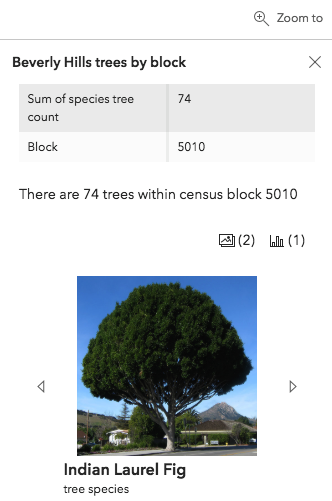 Zoom to
Beverly Hills trees by block
Sum of species tree
count
74
Block
5010
There are 74 trees within census block 5010
(2)
(1)
Indian Laurel Fig
tree species